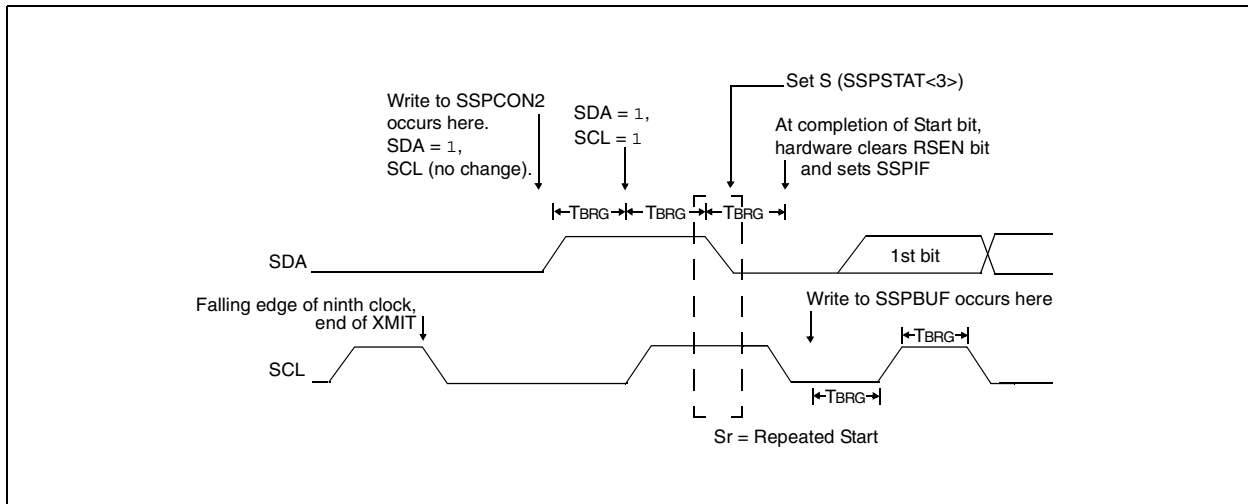 Set S (SSPSTAT<3>)
Write to SSPCON2
occurs here.
SDA = 1,
SCL (no change).
SDA = 1,
SCL = 1
At completion of Start bit,
hardware clears RSEN bit
and sets SSPIF
TBRG
TBRG
TBRG
SDA
1st bit
Falling edge of ninth clock,
end of XMIT
Write to SSPBUF occurs here
TBRG
SCL
TBRG
Sr = Repeated Start